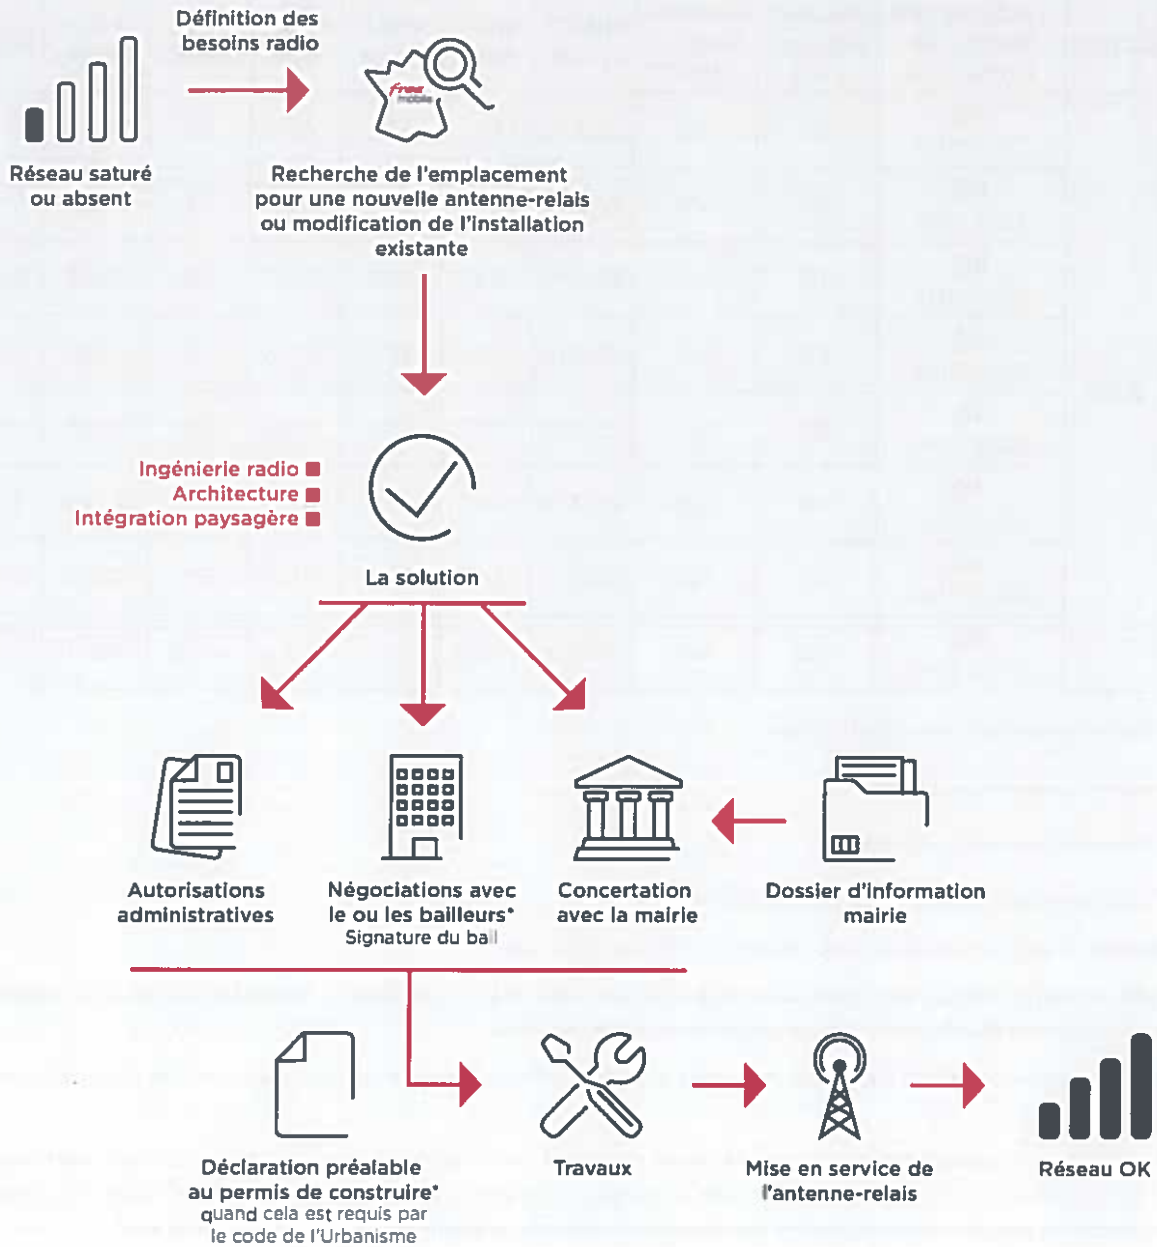 Définition des
besoins radio
free
mobile
Réseau saturé
ou absent
Recherche de l'emplacement
pour une nouvelle antenne-relais
ou modification de l'installation
existante
Ingénierie radio
Architecture
Intégration paysagère
La solution
Autorisations
administratives
Négociations avec
le ou les bailleurs*
Signature du bail
Concertation
avec la mairie
Dossier d'information
mairie
Déclaration préalable
au permis de construire*
quand cela est requis par
le code de l'Urbanisme
Travaux
Mise en service de
l'antenne-relais
Réseau OK